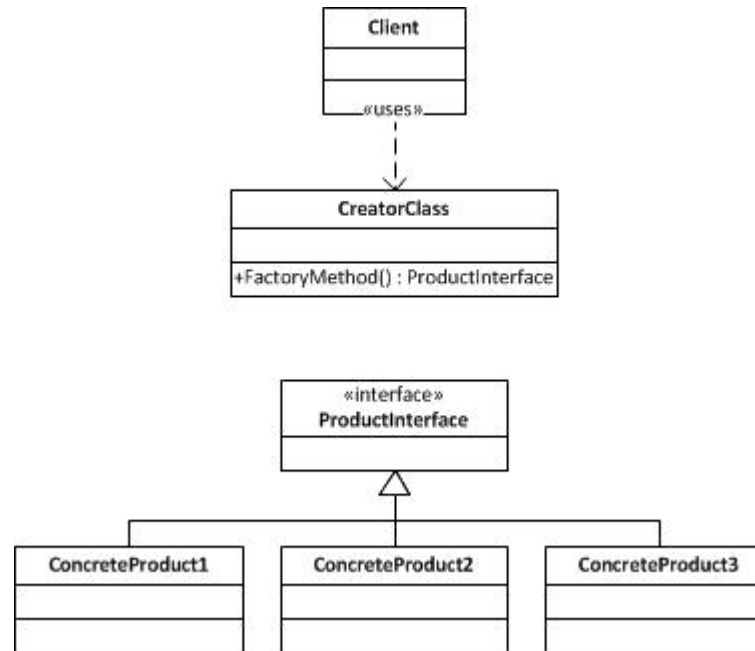 Client
«uses»
CreatorClass
+FactoryMethod() : ProductInterface
«interface»
ProductInterface
ConcreteProduct1
ConcreteProduct2
ConcreteProduct3